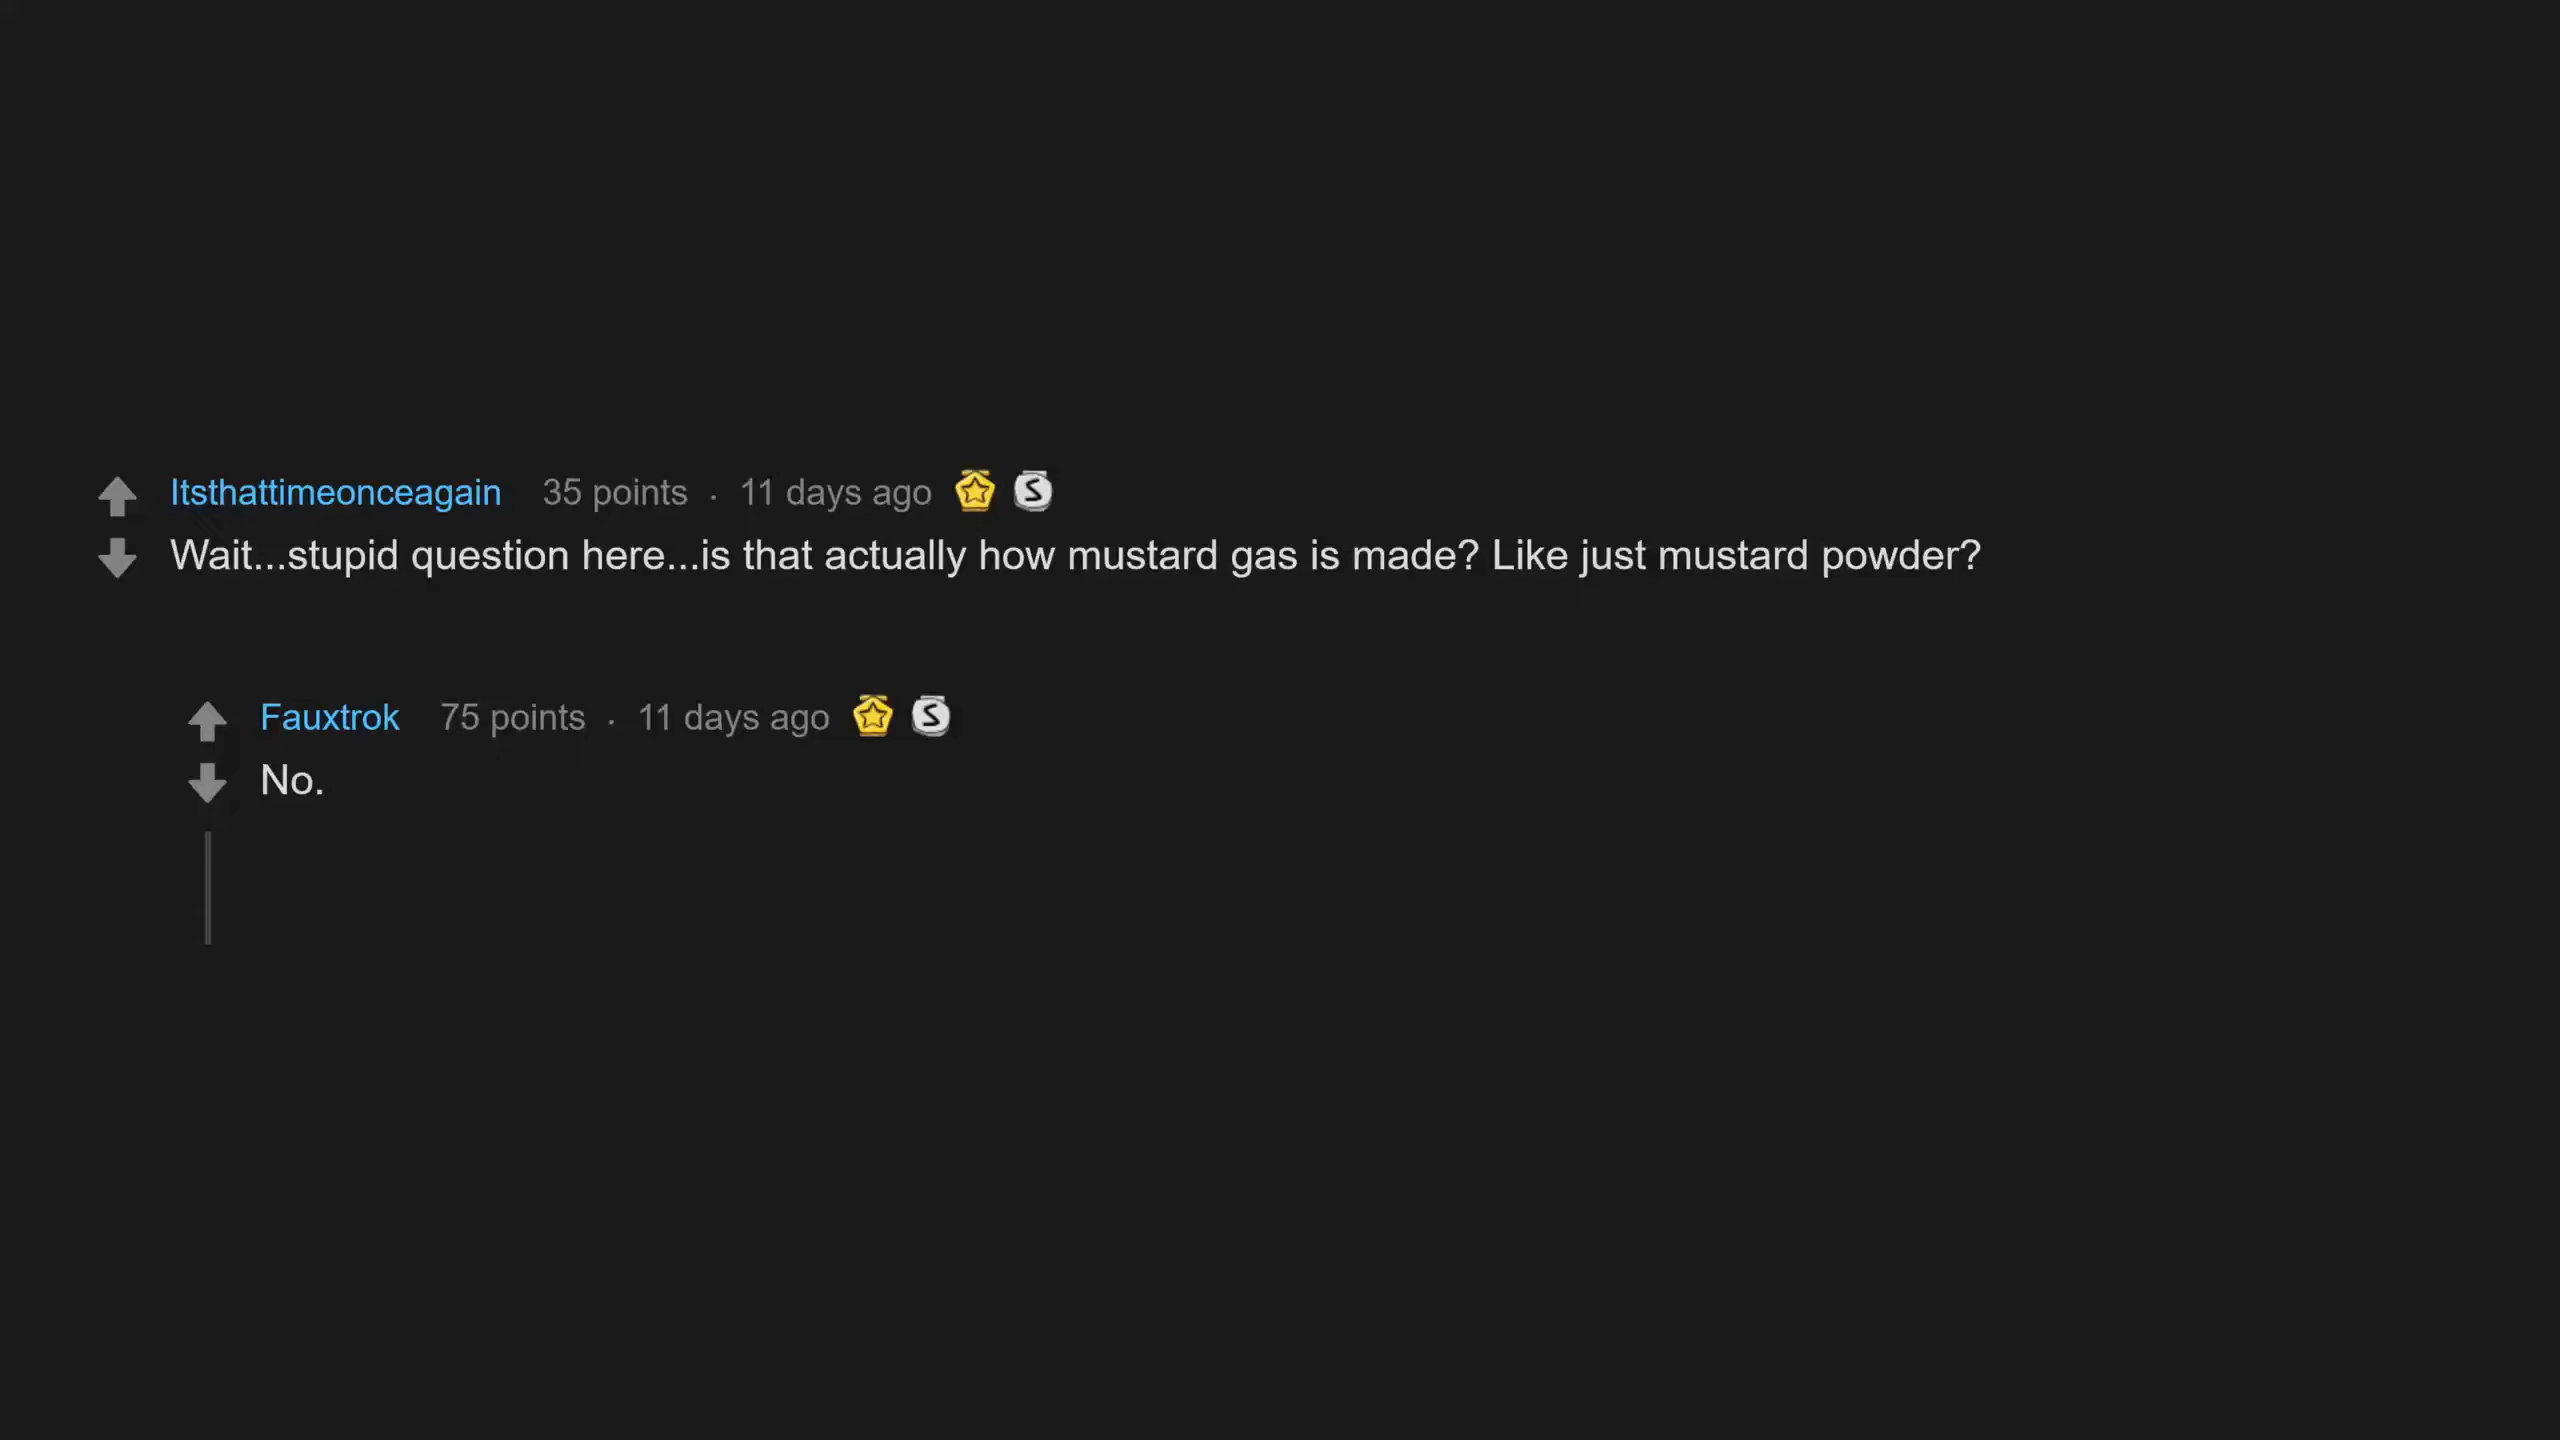 Itsthattimeonceagain 35 points · 11 days ago
Wait...stupid question here...is that actually how mustard gas is made? Like just mustard powder?
Fauxtrok 75 points · 11 days ago
No.